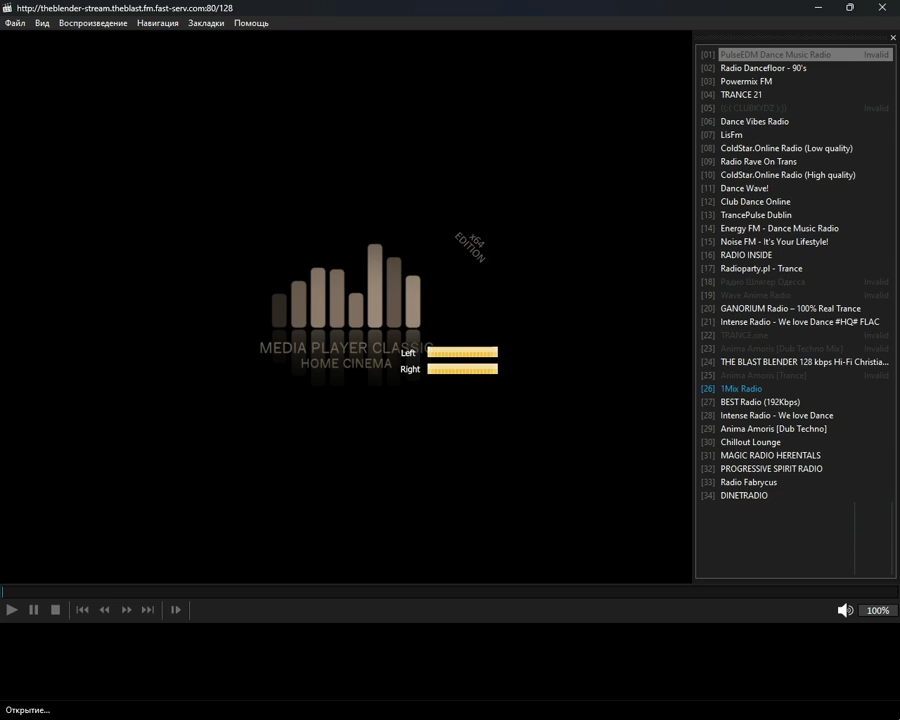 http://theblender-stream.theblast.fm.fast-serv.com:80/128
Файл Вид Воспроизведение Навигация Закладки Помощь
[01] PulseEDM Dance Music Radio Invalid
[02] Radio Dancefloor - 90's
[03] Powermix FM
[04] TRANCE 21
[05] ((:( CLUBKYDZ ):)) Invalid
[06] Dance Vibes Radio
[07] LisFm
[08] ColdStar.Online Radio (Low quality)
[09] Radio Rave On Trans
[10] ColdStar.Online Radio (High quality)
[11] Dance Wave!
[12] Club Dance Online
[13] TrancePulse Dublin
[14] Energy FM - Dance Music Radio
[15] Noise FM - It's Your Lifestyle!
[16] RADIO INSIDE
[17] Radioparty.pl - Trance
[18] Радио Шлягер Одесса Invalid
[19] Wave Anime Radio Invalid
[20] GANORIUM Radio – 100% Real Trance
[21] Intense Radio - We love Dance #HQ# FLAC
[22] TRANCE.one Invalid
[23] Anima Amoris [Dub Techno Mix] Invalid
[24] THE BLAST BLENDER 128 kbps Hi-Fi Christia...
[25] Anima Amoris [Trance] Invalid
[26] 1Mix Radio
[27] BEST Radio (192Kbps)
[28] Intense Radio - We love Dance
[29] Anima Amoris [Dub Techno]
[30] Chillout Lounge
[31] MAGIC RADIO HERENTALS
[32] PROGRESSIVE SPIRIT RADIO
[33] Radio Fabrycus
[34] DINETRADIO
x64
EDITION
MEDIA PLAYER CLASSIC
HOME CINEMA
Left
Right
100%
Открытие...